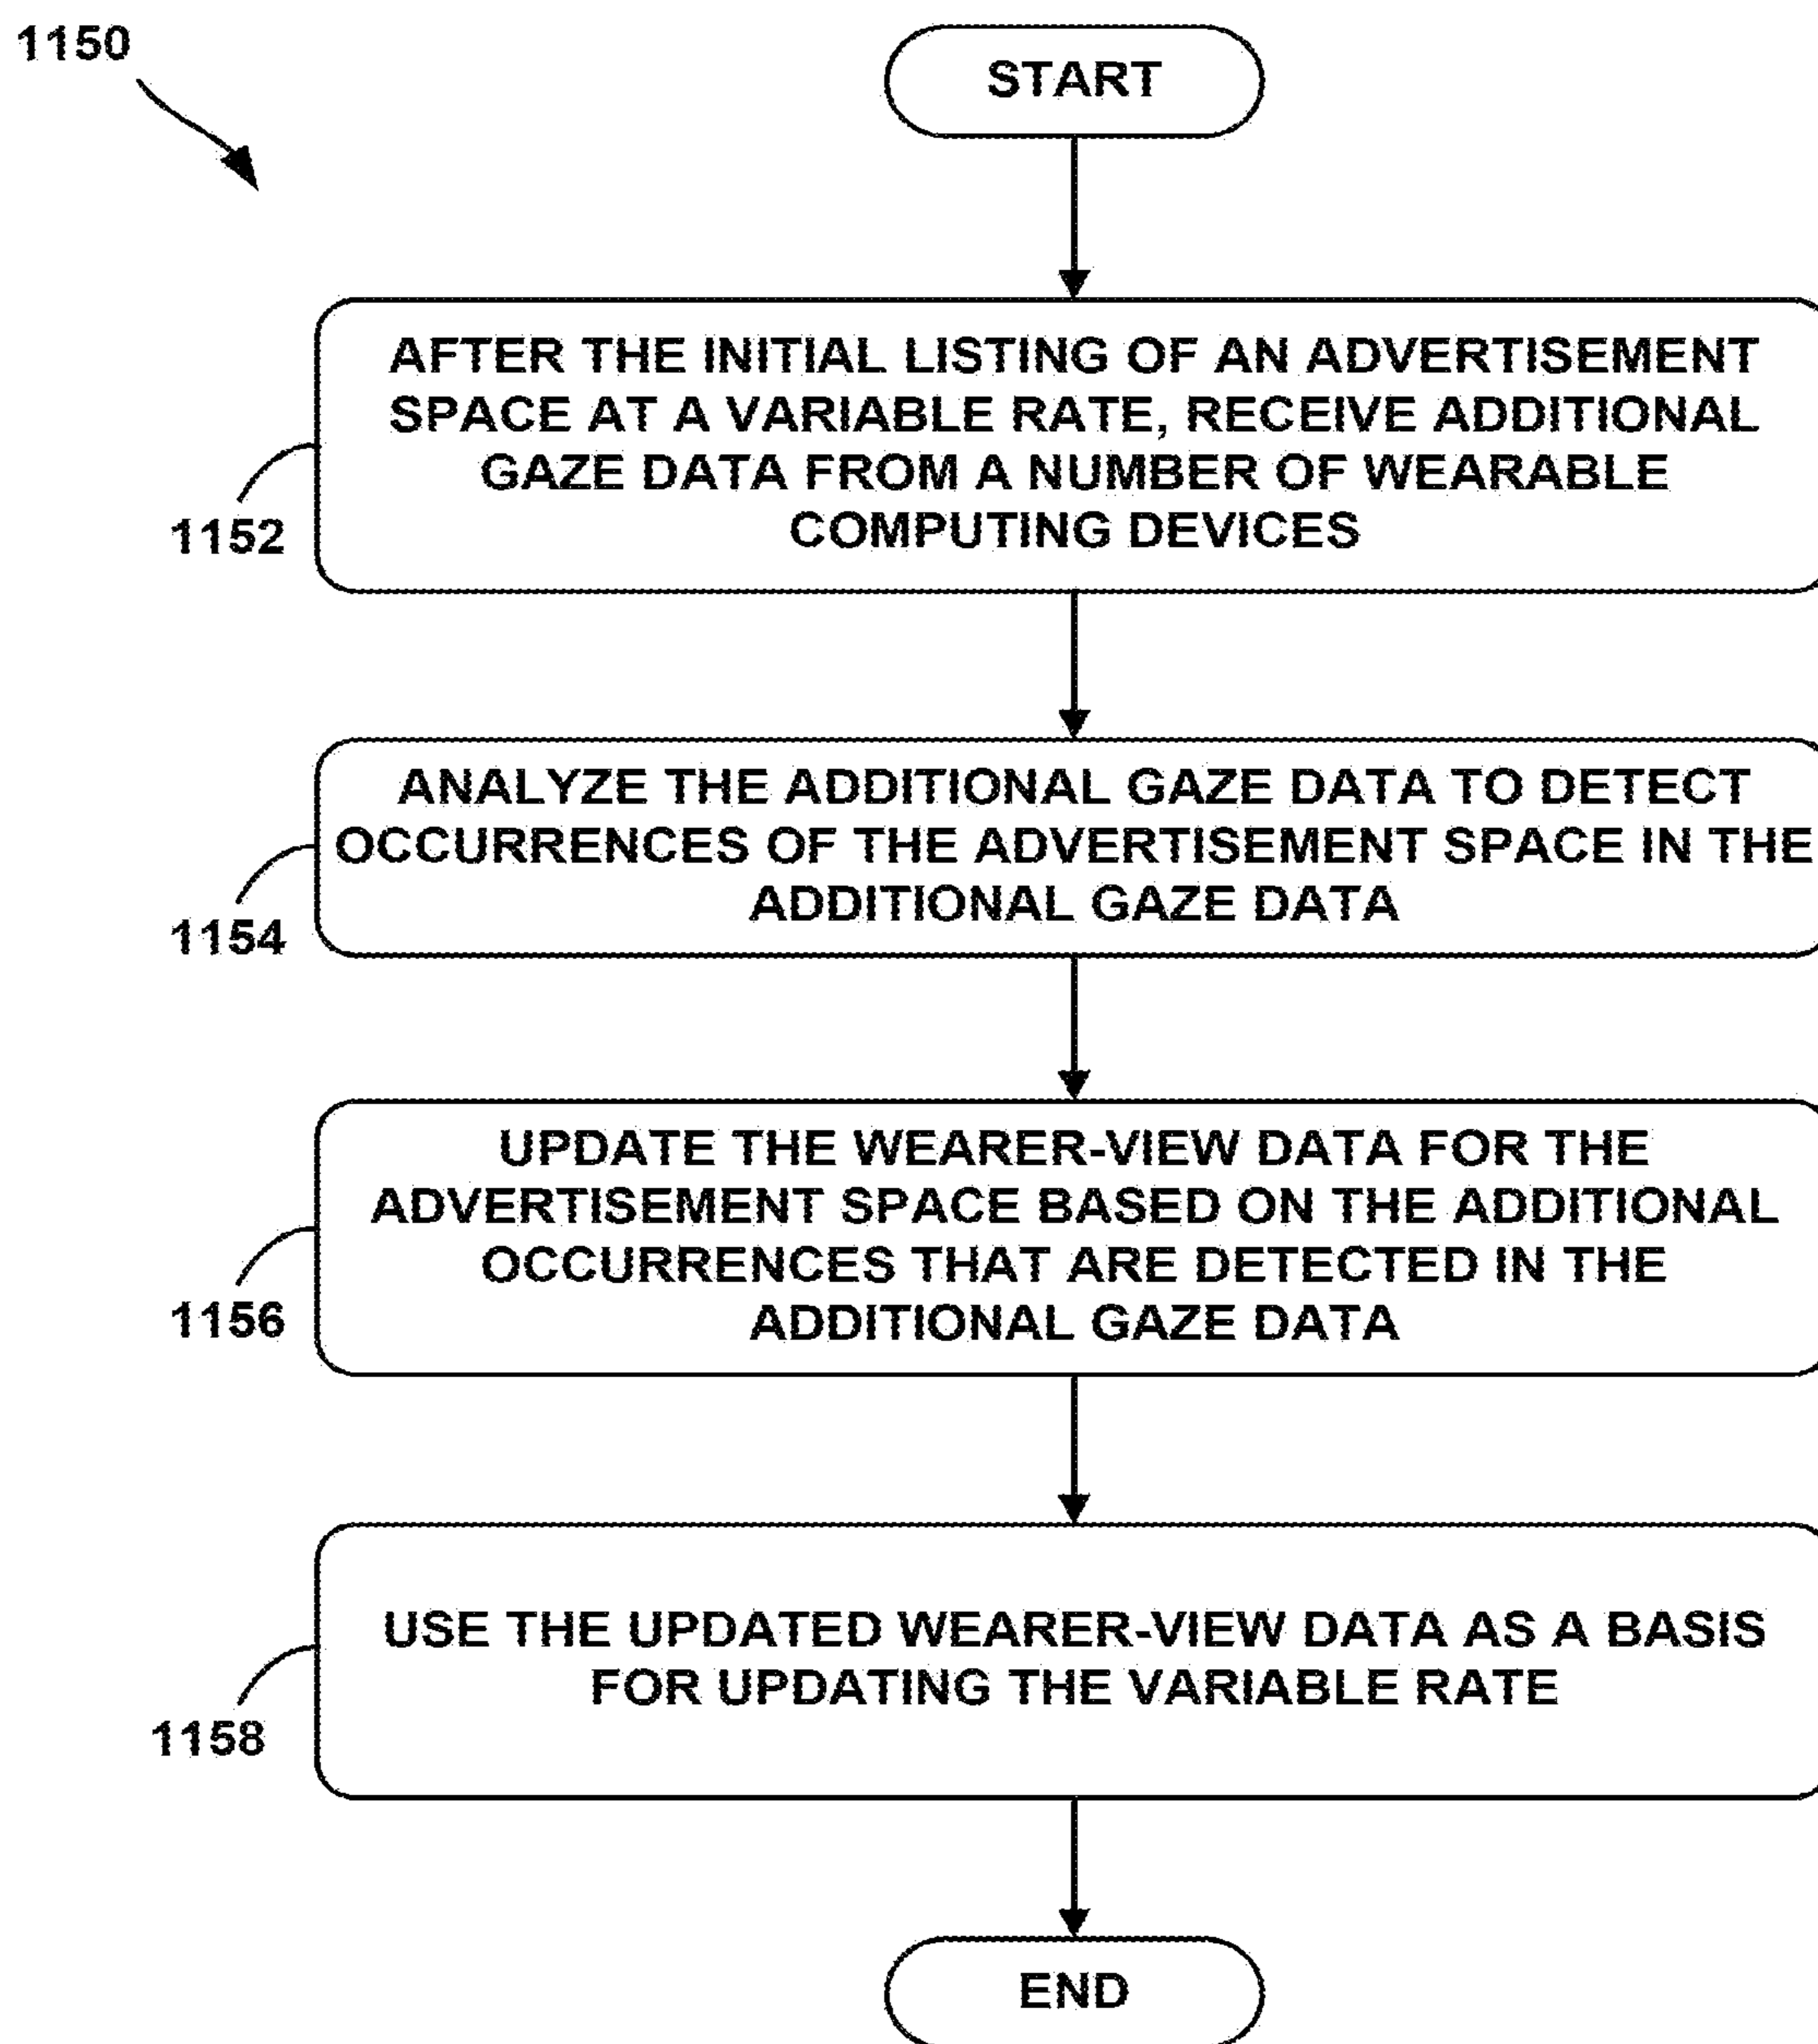 1150
START
AFTER THE INITIAL LISTING OF AN ADVERTISEMENT
SPACE AT A VARIABLE RATE, RECEIVE ADDITIONAL
GAZE DATA FROM A NUMBER OF WEARABLE
COMPUTING DEVICES
1152
ANALYZE THE ADDITIONAL GAZE DATA TO DETECT
OCCURRENCES OF THE ADVERTISEMENT SPACE IN THE
ADDITIONAL GAZE DATA
1154
UPDATE THE WEARER-VIEW DATA FOR THE
ADVERTISEMENT SPACE BASED ON THE ADDITIONAL
OCCURRENCES THAT ARE DETECTED IN THE
ADDITIONAL GAZE DATA
1156
USE THE UPDATED WEARER-VIEW DATA AS A BASIS
FOR UPDATING THE VARIABLE RATE
1158
END